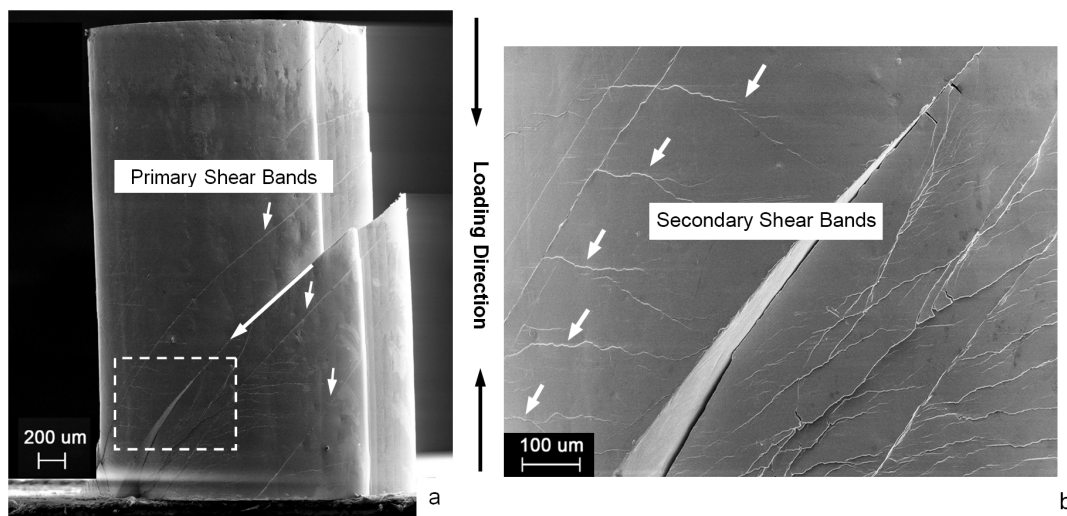 Primary Shear Bands
200 um
a
Loading Direction
Secondary Shear Bands
100 um
b